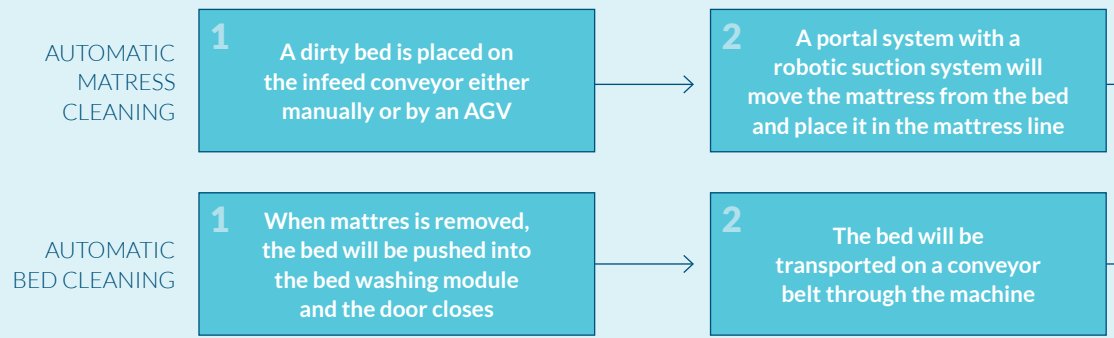 AUTOMATIC
MATRESS
CLEANING
1
A dirty bed is placed on
the infeed conveyor either
manually or by an AGV
2
A portal system with a
robotic suction system will
move the mattress from the bed
and place it in the mattress line
AUTOMATIC
BED CLEANING
1
When mattres is removed,
the bed will be pushed into
the bed washing module
and the door closes
2
The bed will be
transported on a conveyor
belt through the machine